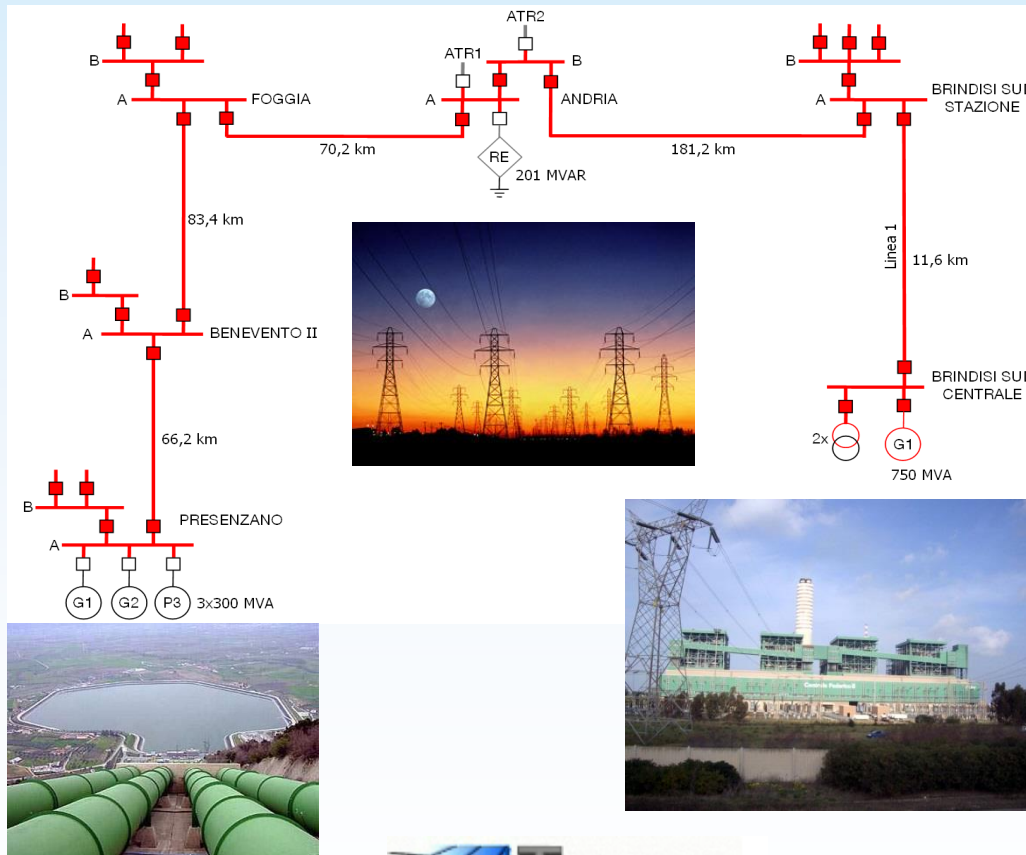 ATR2
ATR1
B
B
B
A
FOGGIA
A
ANDRIA
A
BRINDISI SUD
STAZIONE
70,2 km
181,2 km
RE
201 MVAR
83,4 km
Linea 1
11,6 km
B
A
BENEVENTO II
BRINDISI SUD
CENTRALE
66,2 km
2x
G1
750 MVA
B
PRESENZANO
A
G1
G2
P3
3x300 MVA